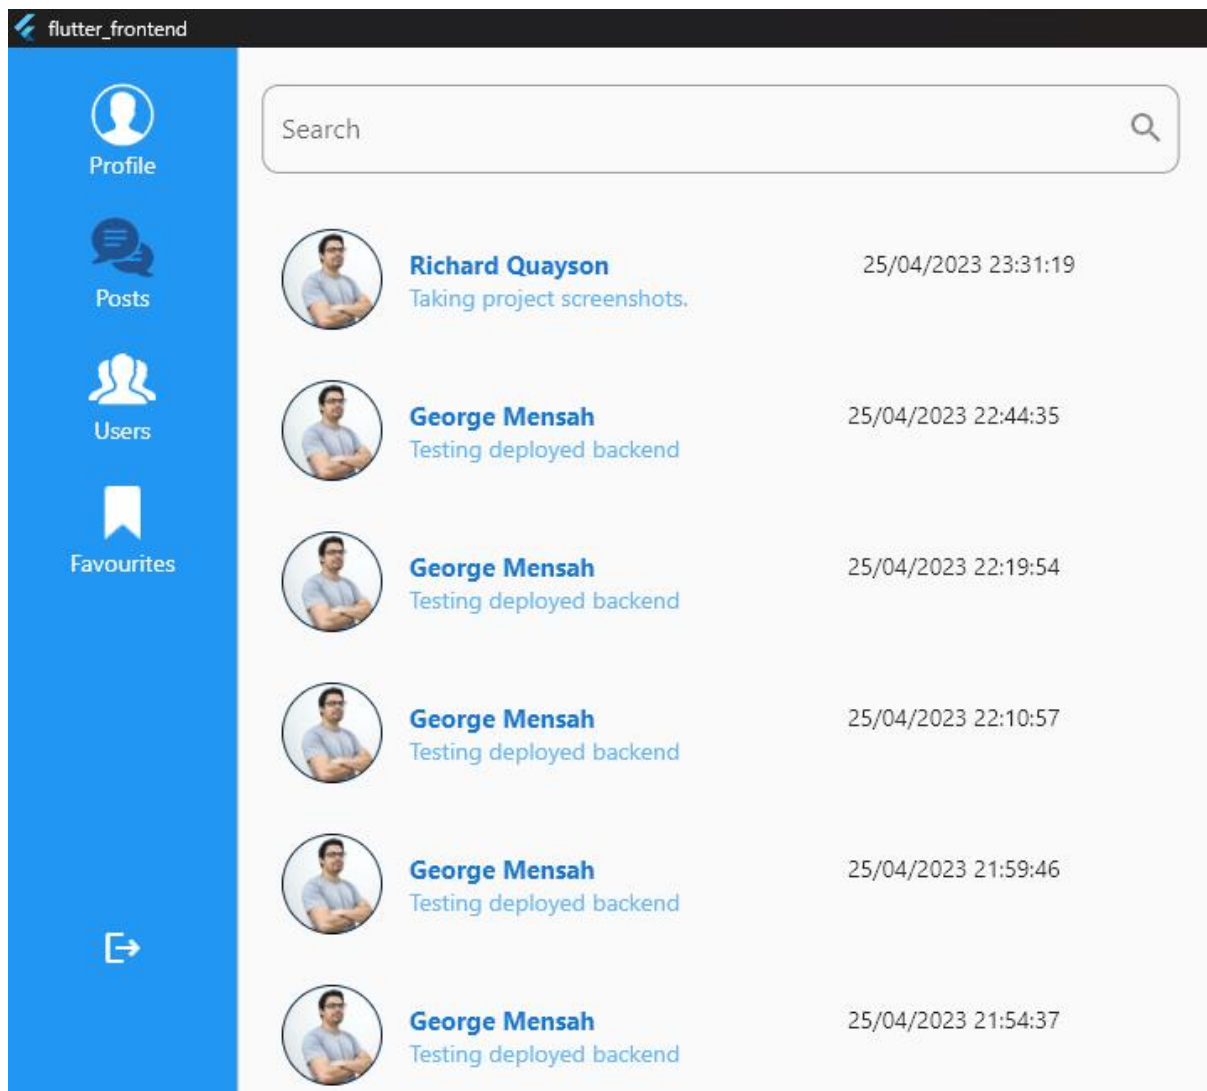 flutter_frontend
Profile
Posts
Users
Favourites
Search
Richard Quayson 25/04/2023 23:31:19
Taking project screenshots.
George Mensah 25/04/2023 22:44:35
Testing deployed backend
George Mensah 25/04/2023 22:19:54
Testing deployed backend
George Mensah 25/04/2023 22:10:57
Testing deployed backend
George Mensah 25/04/2023 21:59:46
Testing deployed backend
George Mensah 25/04/2023 21:54:37
Testing deployed backend